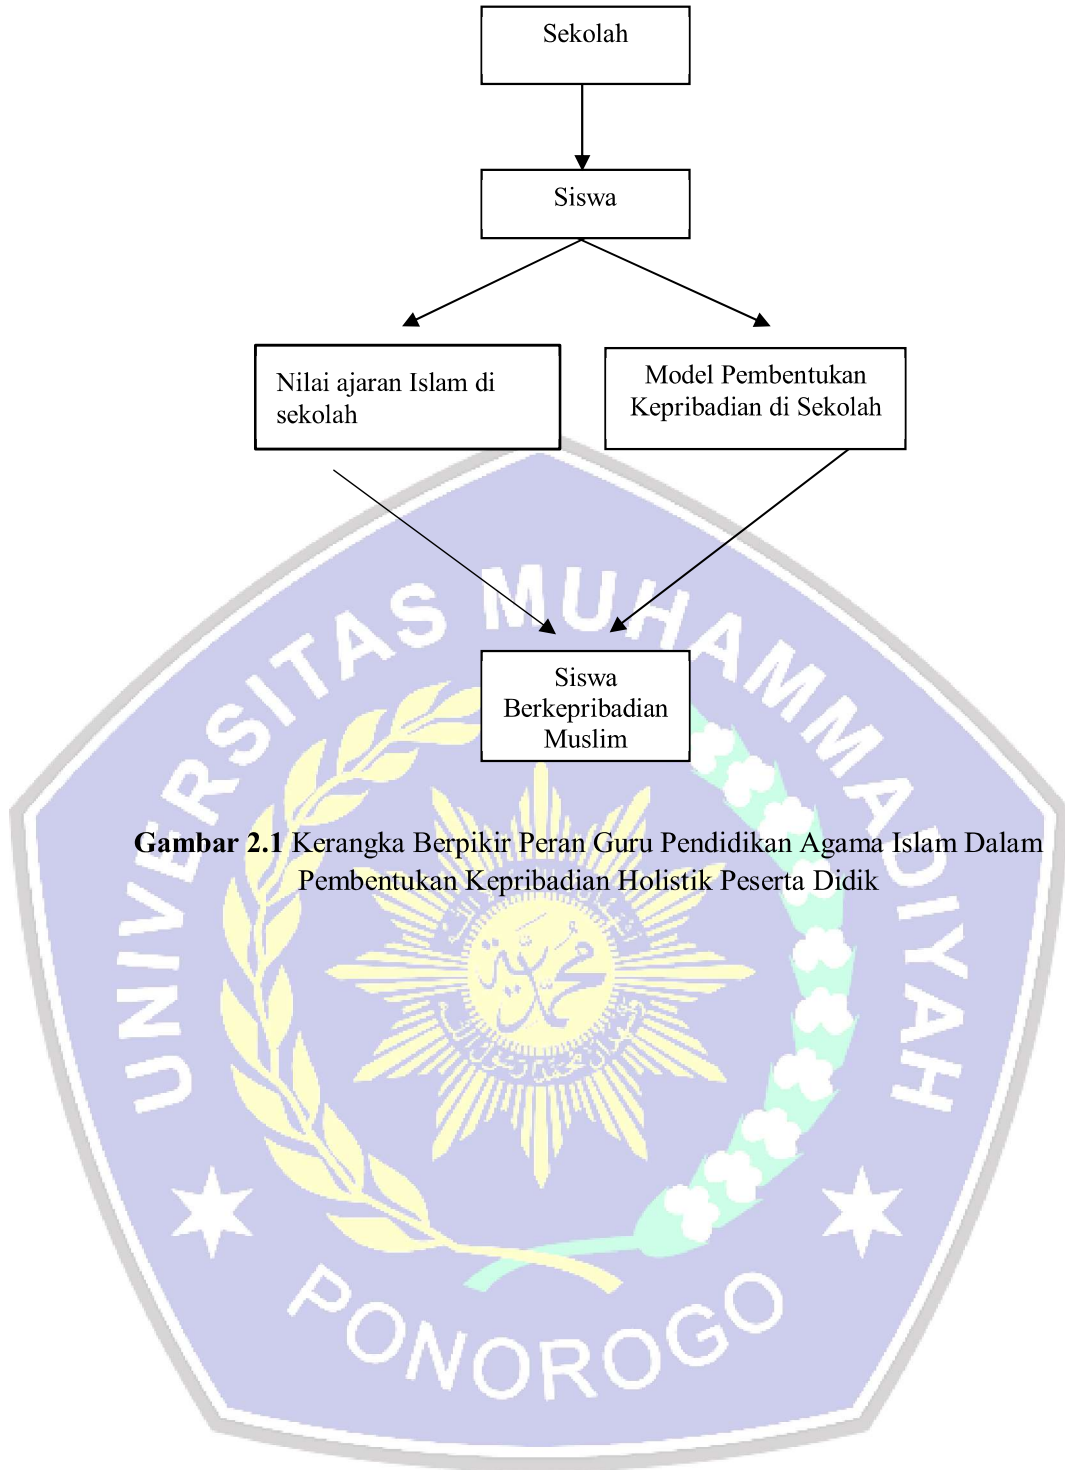 Sekolah
Siswa
Nilai ajaran Islam di
sekolah
Model Pembentukan
Kepribadian di Sekolah
Siswa
Berkepribadian
Muslim
Gambar 2.1 Kerangka Berpikir Peran Guru Pendidikan Agama Islam Dalam
Pembentukan Kepribadian Holistik Peserta Didik
UNIVERSITAS MUHAMMADIYAH
PONOROGO
محمدية